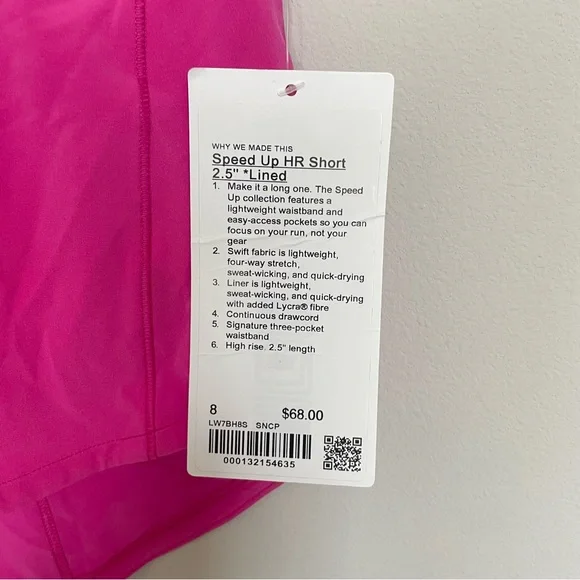 WHY WE MADE THIS
Speed Up HR Short
2.5" *Lined
1. Make it a long one. The Speed
Up collection features a
lightweight waistband and
easy-access pockets so you can
focus on your run, not your
gear
2. Swift fabric is lightweight,
four-way stretch,
sweat-wicking, and quick-drying
3. Liner is lightweight,
sweat-wicking, and quick-drying
with added Lycra® fibre
4. Continuous drawcord
5. Signature three-pocket
waistband
6. High rise. 2.5" length
8 $68.00
LW7BH8S SNCP
000132154635